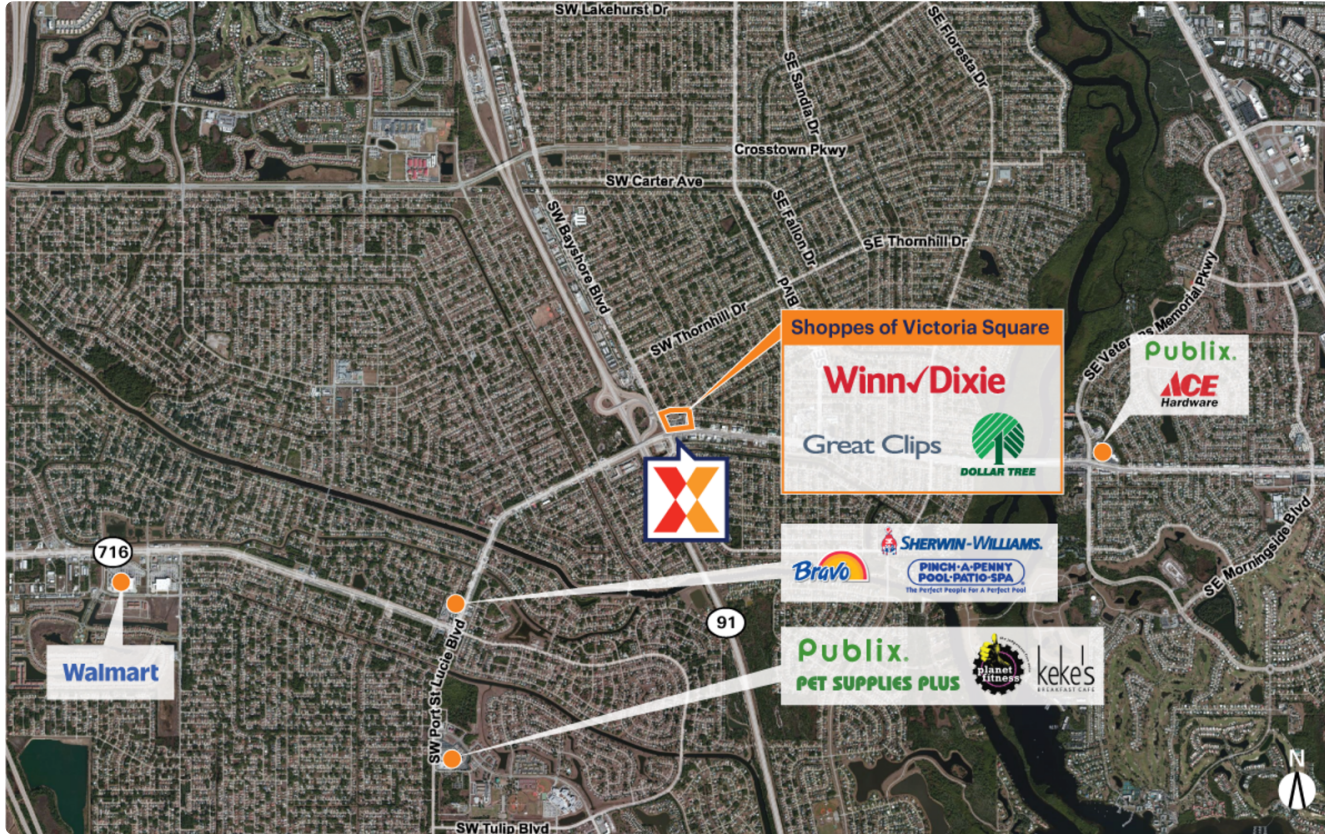 SW Lakehurst Dr
SE Floresta Dr
SE Sandia Dr
Crosstown Pkwy
SW Carter Ave
SE Fallon Dr
SW Bayshore Blvd
SE Thornhill Dr
Blvd
SW Thornhill Dr
Shoppes of Victoria Square
Winn✓Dixie
Great Clips
DOLLAR TREE
SE Veterans Memorial Pkwy
Publix.
ACE
Hardware
X
716
Walmart
SW Port St Lucie Blvd
Bravo
SHERWIN-WILLIAMS.
PINCH-A-PENNY
POOL·PATIO·SPA
The Perfect People For A Perfect Pool
SE Morningside Blvd
91
Publix.
PET SUPPLIES PLUS
planet
fitness
keke's
BREAKFAST CAFE
SW Tulip Blvd
N